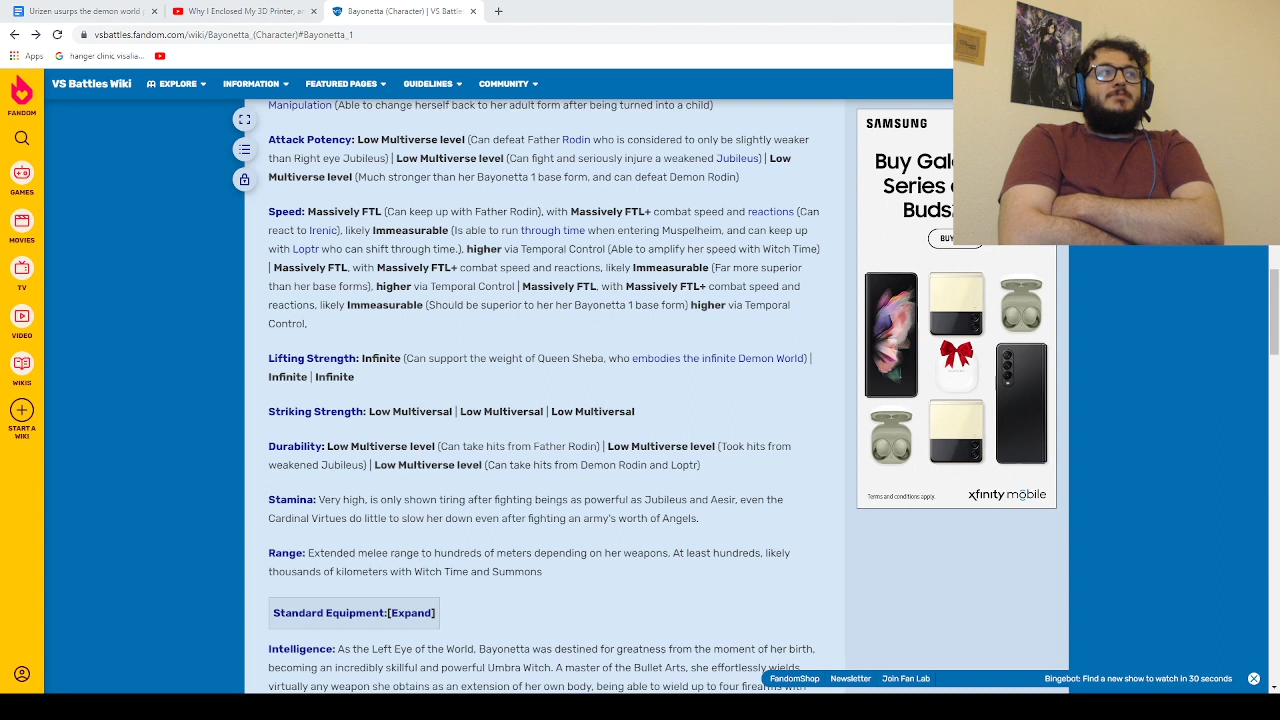 Urizen usurps the demon world
Why I Enclosed My 3D Printer, a
Bayonetta (Character) | VS Battle
vsbattles.fandom.com/wiki/Bayonetta_(Character)#Bayonetta_1
Apps hanger clinic visalia...
VS Battles Wiki EXPLORE INFORMATION FEATURED PAGES GUIDELINES COMMUNITY
FANDOM
GAMES
MOVIES
TV
VIDEO
WIKIS
START A
WIKI
Manipulation (Able to change herself back to her adult form after being turned into a child)
Attack Potency: Low Multiverse level (Can defeat Father Rodin who is considered to only be slightly weaker
than Right eye Jubileus) | Low Multiverse level (Can fight and seriously injure a weakened Jubileus) | Low
Multiverse level (Much stronger than her Bayonetta 1 base form, and can defeat Demon Rodin)
Speed: Massively FTL (Can keep up with Father Rodin), with Massively FTL+ combat speed and reactions (Can
react to Irenic), likely Immeasurable (Is able to run through time when entering Muspelheim, and can keep up
with Loptr who can shift through time.), higher via Temporal Control (Able to amplify her speed with Witch Time)
| Massively FTL, with Massively FTL+ combat speed and reactions, likely Immeasurable (Far more superior
than her base forms), higher via Temporal Control | Massively FTL, with Massively FTL+ combat speed and
reactions, likely Immeasurable (Should be superior to her her Bayonetta 1 base form) higher via Temporal
Control,
Lifting Strength: Infinite (Can support the weight of Queen Sheba, who embodies the infinite Demon World) |
Infinite | Infinite
Striking Strength: Low Multiversal | Low Multiversal | Low Multiversal
Durability: Low Multiverse level (Can take hits from Father Rodin) | Low Multiverse level (Took hits from
weakened Jubileus) | Low Multiverse level (Can take hits from Demon Rodin and Loptr)
Stamina: Very high, is only shown tiring after fighting beings as powerful as Jubileus and Aesir, even the
Cardinal Virtues do little to slow her down even after fighting an army's worth of Angels.
Range: Extended melee range to hundreds of meters depending on her weapons, At least hundreds, likely
thousands of kilometers with Witch Time and Summons
Standard Equipment:[Expand]
Intelligence: As the Left Eye of the World, Bayonetta was destined for greatness from the moment of her birth,
becoming an incredibly skillful and powerful Umbra Witch. A master of the Bullet Arts, she effortlessly wields
virtually any weapon she obtains as an extension of her own body, being able to wield up to four firearms with
SAMSUNG
Buy Gal
Series
Buds
BUY
Terms and conditions apply.
xfinity mobile
FandomShop Newsletter Join Fan Lab Bingebot: Find a new show to watch in 30 seconds